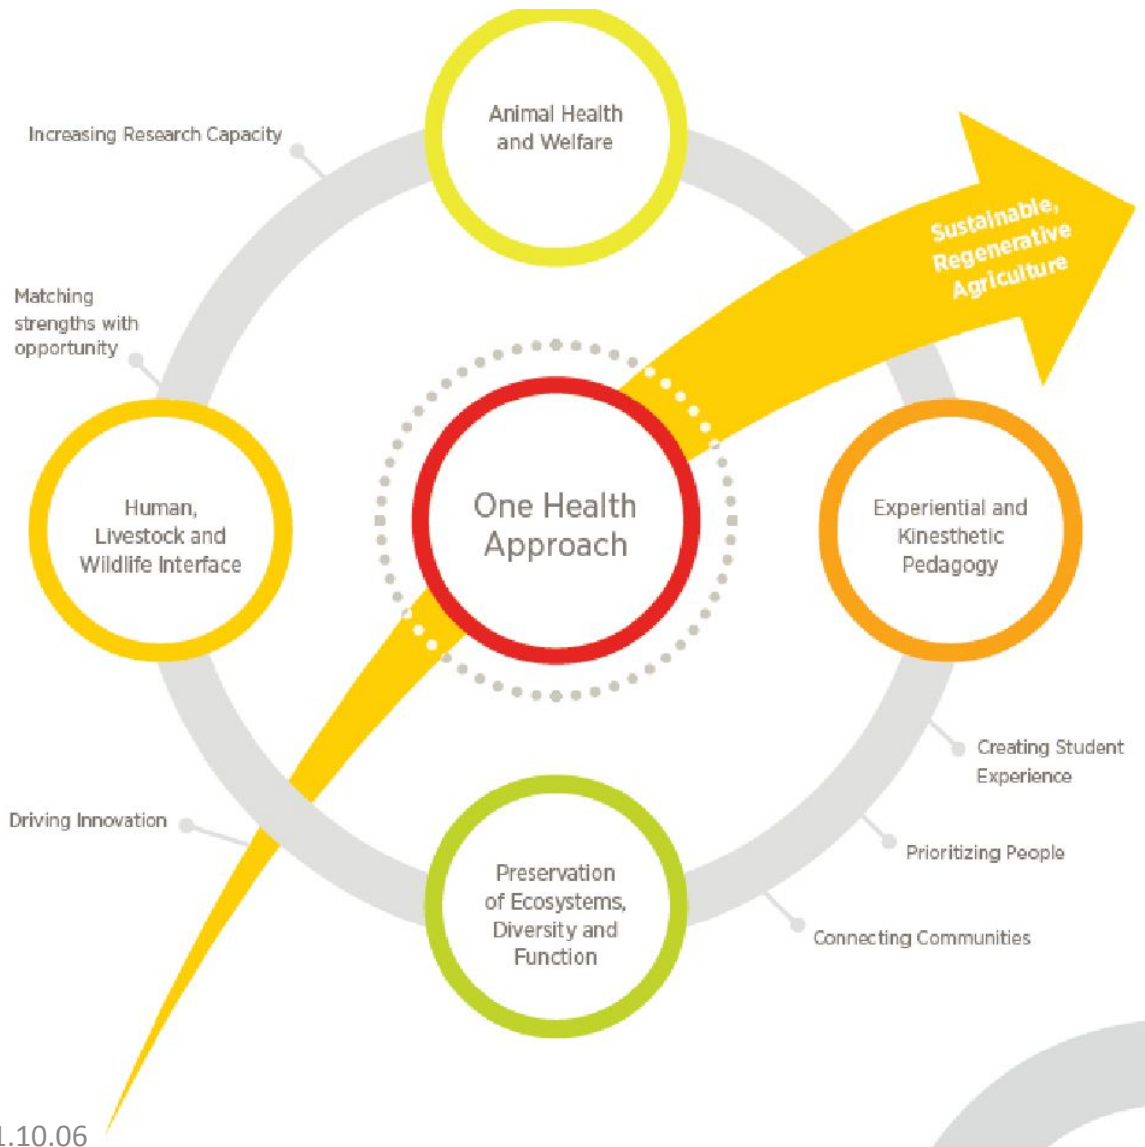 Animal Health
and Welfare
Increasing Research Capacity
Sustainable,
Regenerative
Agriculture
Matching
strengths with
opportunity
Human,
Livestock and
Wildlife Interface
One Health
Approach
Experiential and
Kinesthetic
Pedagogy
Creating Student
Experience
Driving Innovation
Prioritizing People
Preservation
of Ecosystems,
Diversity and
Function
Connecting Communities
1.10.06